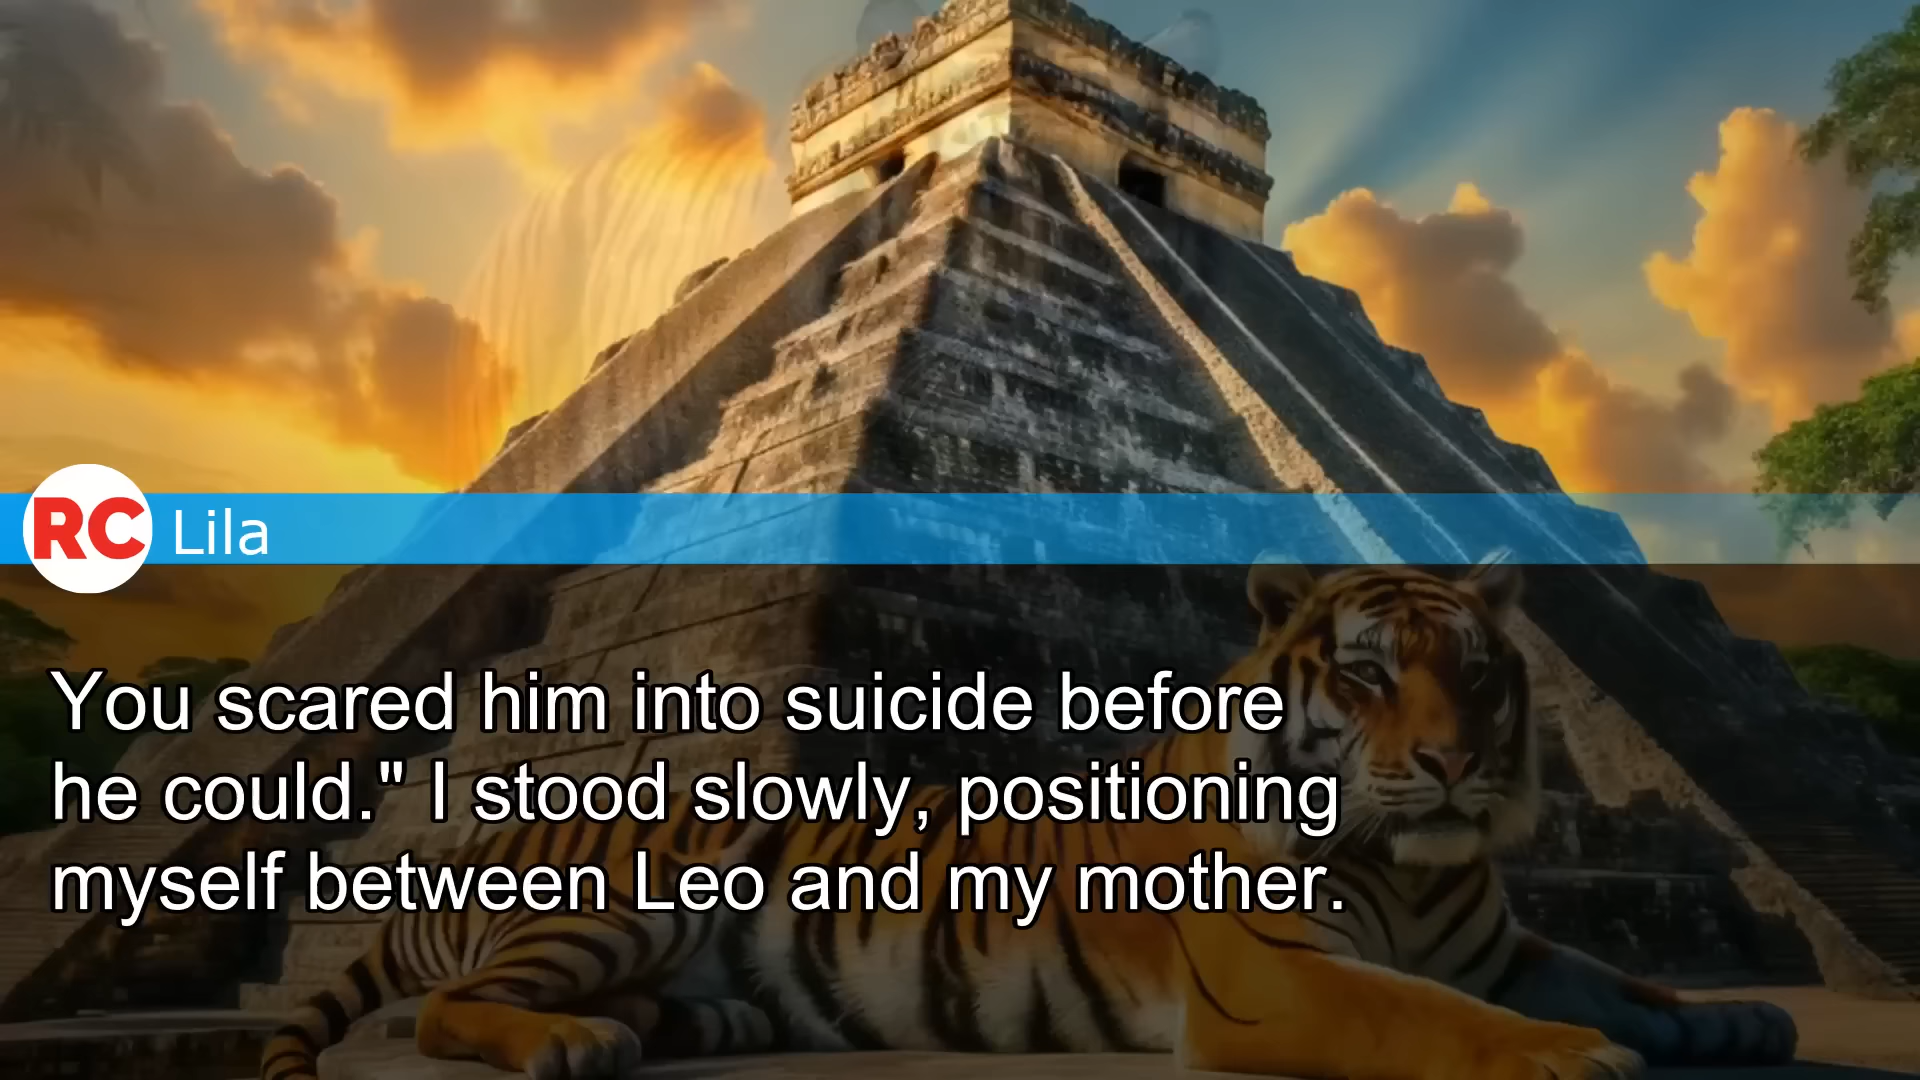 RC Lila
You scared him into suicide before
he could." I stood slowly, positioning
myself between Leo and my mother.